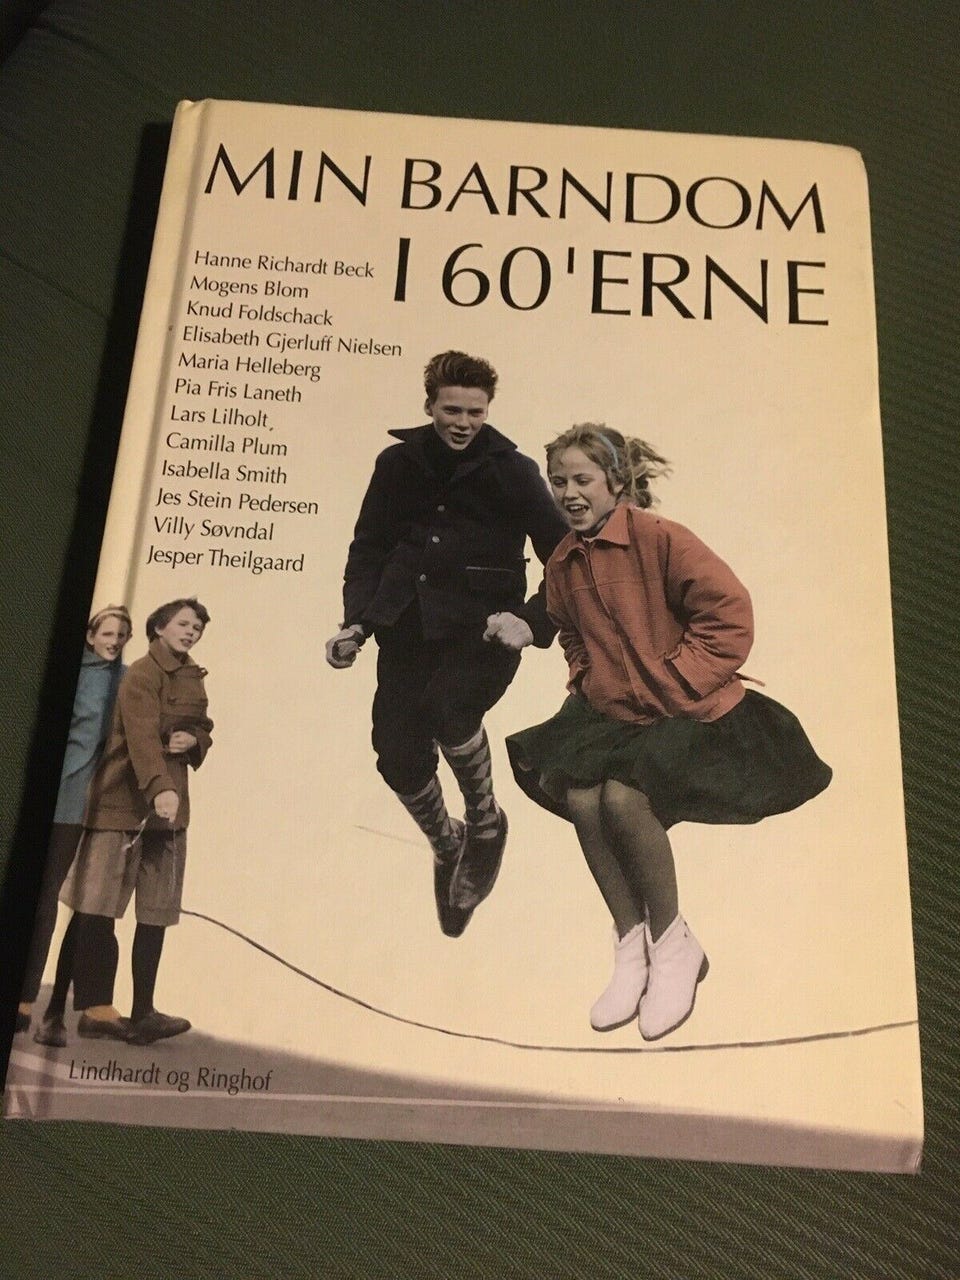 MIN BARNDOM
I 60'ERNE
Hanne Richardt Beck
Mogens Blom
Knud Foldschack
Elisabeth Gjerluff Nielsen
Maria Helleberg
Pia Fris Laneth
Lars Lilholt
Camilla Plum
Isabella Smith
Jes Stein Pedersen
Villy Søvndal
Jesper Theilgaard
Lindhardt og Ringhof